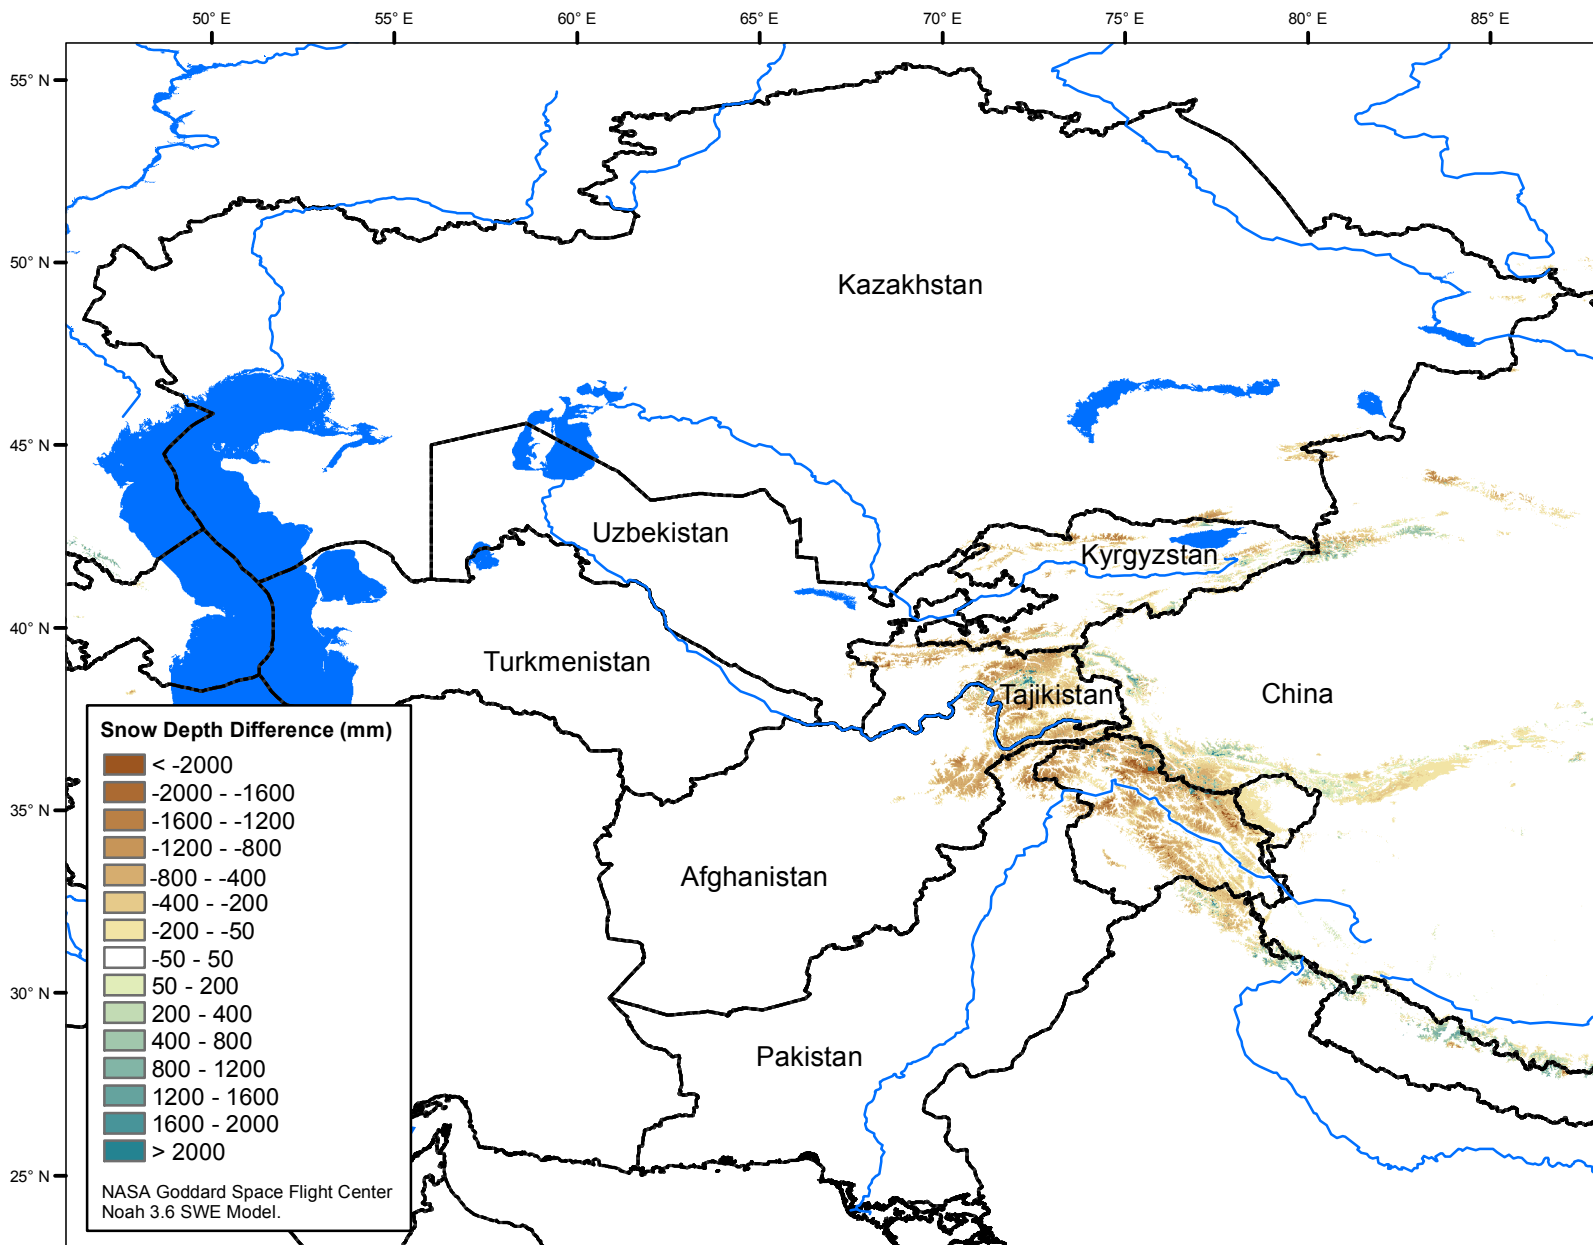 50° E 55° E 60° E 65° E 70° E 75° E 80° E 85° E
55° N
50° N
45° N
40° N
35° N
30° N
25° N
Kazakhstan
Uzbekistan
Kyrgyzstan
Turkmenistan
Tajikistan
China
Afghanistan
Pakistan
Snow Depth Difference (mm)
< -2000
-2000 - -1600
-1600 - -1200
-1200 - -800
-800 - -400
-400 - -200
-200 - -50
-50 - 50
50 - 200
200 - 400
400 - 800
800 - 1200
1200 - 1600
1600 - 2000
> 2000
NASA Goddard Space Flight Center
Noah 3.6 SWE Model.